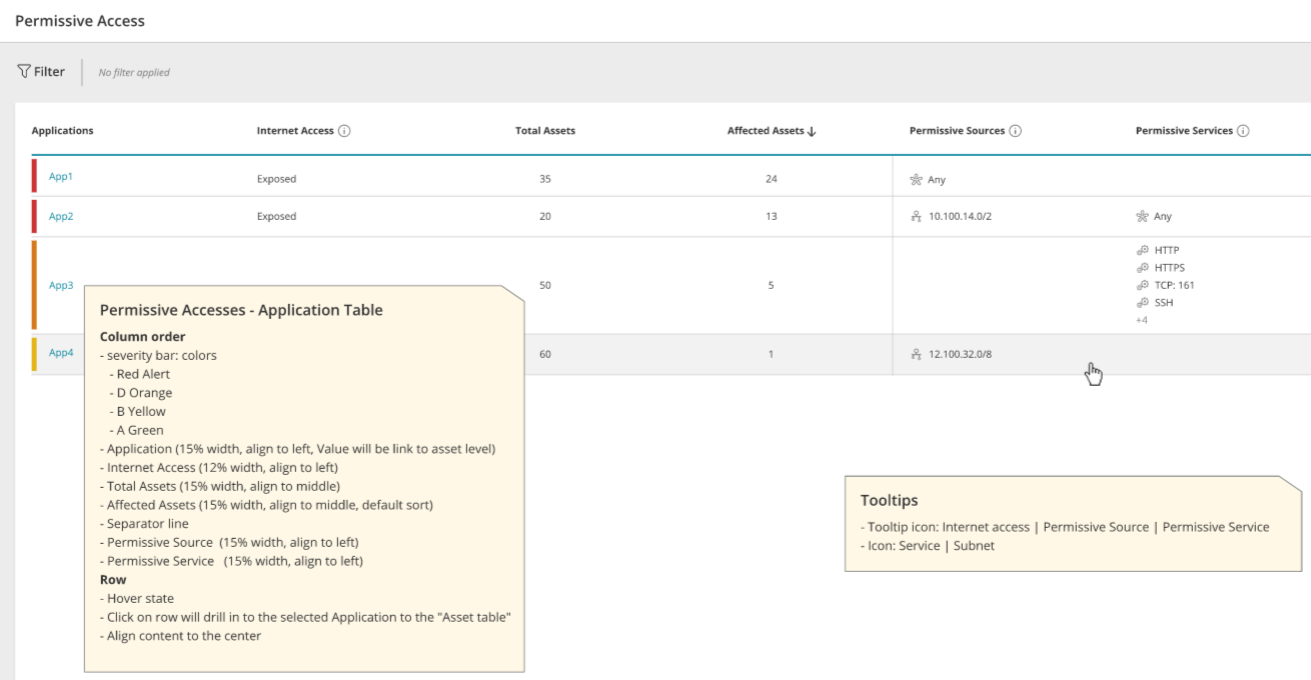 Permissive Access
Filter
No filter applied
Applications Internet Access Total Assets Affected Assets Permissive Sources Permissive Services
App1 Exposed 35 24 Any
App2 Exposed 20 13 10.100.14.0/2 Any
App3 50 5
HTTP
HTTPS
TCP: 161
SSH
+4
App4 60 1 12.100.32.0/8
Permissive Accesses - Application Table
Column order
- severity bar: colors
- Red Alert
- D Orange
- B Yellow
- A Green
- Application (15% width, align to left, Value will be link to asset level)
- Internet Access (12% width, align to left)
- Total Assets (15% width, align to middle)
- Affected Assets (15% width, align to middle, default sort)
- Separator line
- Permissive Source (15% width, align to left)
- Permissive Service (15% width, align to left)
Row
- Hover state
- Click on row will drill in to the selected Application to the "Asset table"
- Align content to the center
Tooltips
- Tooltip icon: Internet access | Permissive Source | Permissive Service
- Icon: Service | Subnet